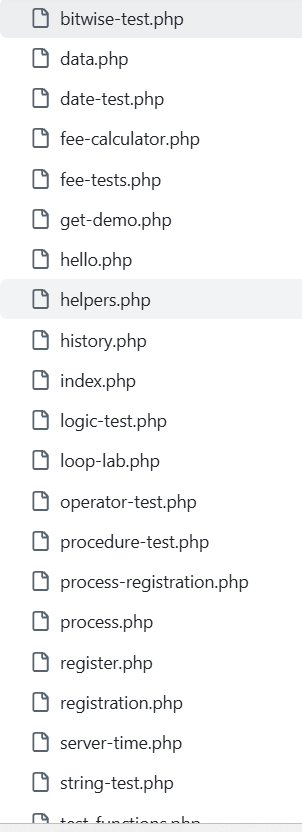 bitwise-test.php
data.php
date-test.php
fee-calculator.php
fee-tests.php
get-demo.php
hello.php
helpers.php
history.php
index.php
logic-test.php
loop-lab.php
operator-test.php
procedure-test.php
process-registration.php
process.php
register.php
registration.php
server-time.php
string-test.php
test_functions.php